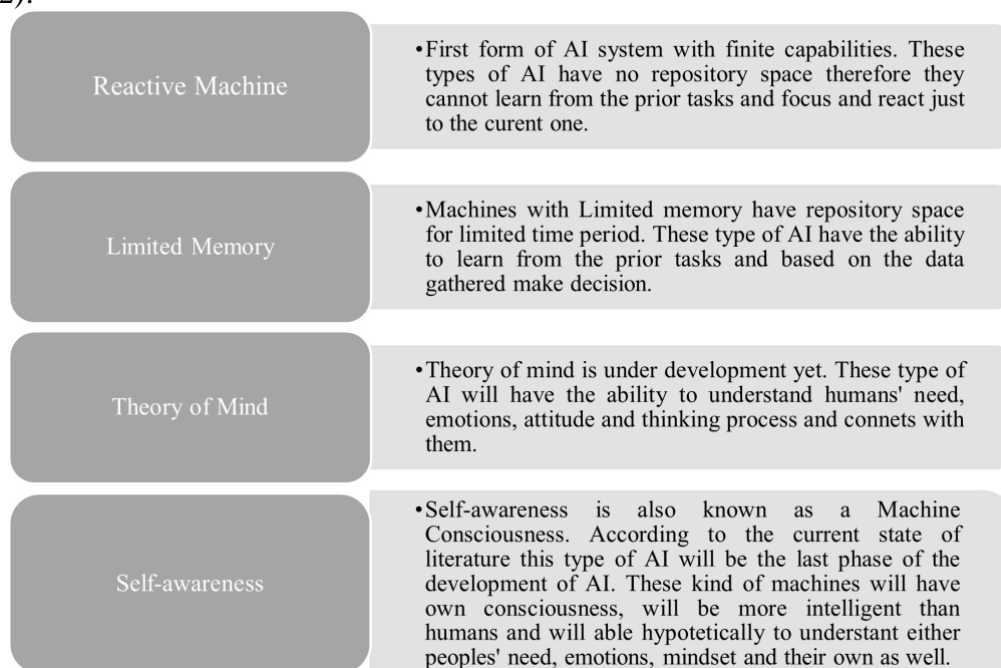 2).
Reactive Machine
•First form of AI system with finite capabilities. These
types of AI have no repository space therefore they
cannot learn from the prior tasks and focus and react just
to the curent one.
Limited Memory
•Machines with Limited memory have repository space
for limited time period. These type of AI have the ability
to learn from the prior tasks and based on the data
gathered make decision.
Theory of Mind
•Theory of mind is under development yet. These type of
AI will have the ability to understand humans' need,
emotions, attitude and thinking process and connets with
them.
Self-awareness
•Self-awareness is also known as a Machine
Consciousness. According to the current state of
literature this type of AI will be the last phase of the
development of AI. These kind of machines will have
own consciousness, will be more intelligent than
humans and will able hypotetically to understant either
peoples' need, emotions, mindset and their own as well.